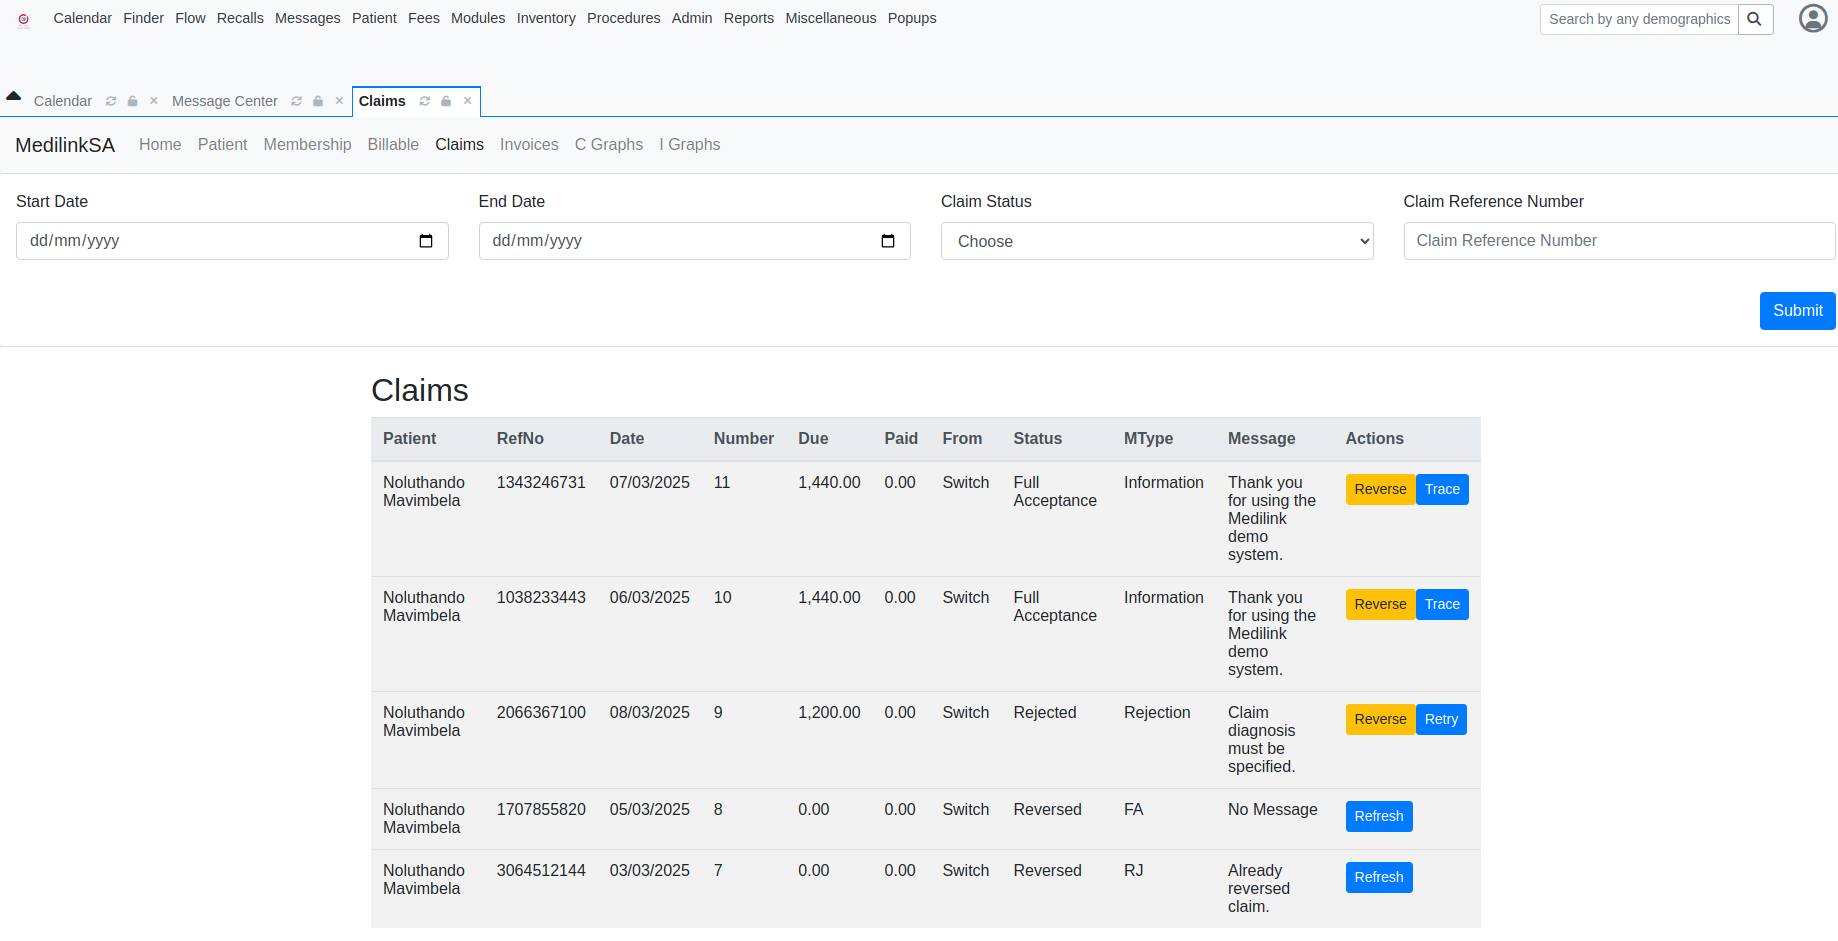 Calendar Finder Flow Recalls Messages Patient Fees Modules Inventory Procedures Admin Reports Miscellaneous Popups Search by any demographics
Calendar Message Center Claims
MedilinkSA Home Patient Membership Billable Claims Invoices C Graphs I Graphs
Start Date End Date Claim Status Claim Reference Number
dd/mm/yyyy dd/mm/yyyy Choose Claim Reference Number
Submit
Claims
Patient RefNo Date Number Due Paid From Status MType Message Actions
Noluthando 1343246731 07/03/2025 11 1,440.00 0.00 Switch Full Information Thank you Reverse Trace
Mavimbela Acceptance for using the
Medilink
demo
system.
Noluthando 1038233443 06/03/2025 10 1,440.00 0.00 Switch Full Information Thank you Reverse Trace
Mavimbela Acceptance for using the
Medilink
demo
system.
Noluthando 2066367100 08/03/2025 9 1,200.00 0.00 Switch Rejected Rejection Claim Reverse Retry
Mavimbela diagnosis
must be
specified.
Noluthando 1707855820 05/03/2025 8 0.00 0.00 Switch Reversed FA No Message Refresh
Mavimbela
Noluthando 3064512144 03/03/2025 7 0.00 0.00 Switch Reversed RJ Already Refresh
Mavimbela reversed
claim.